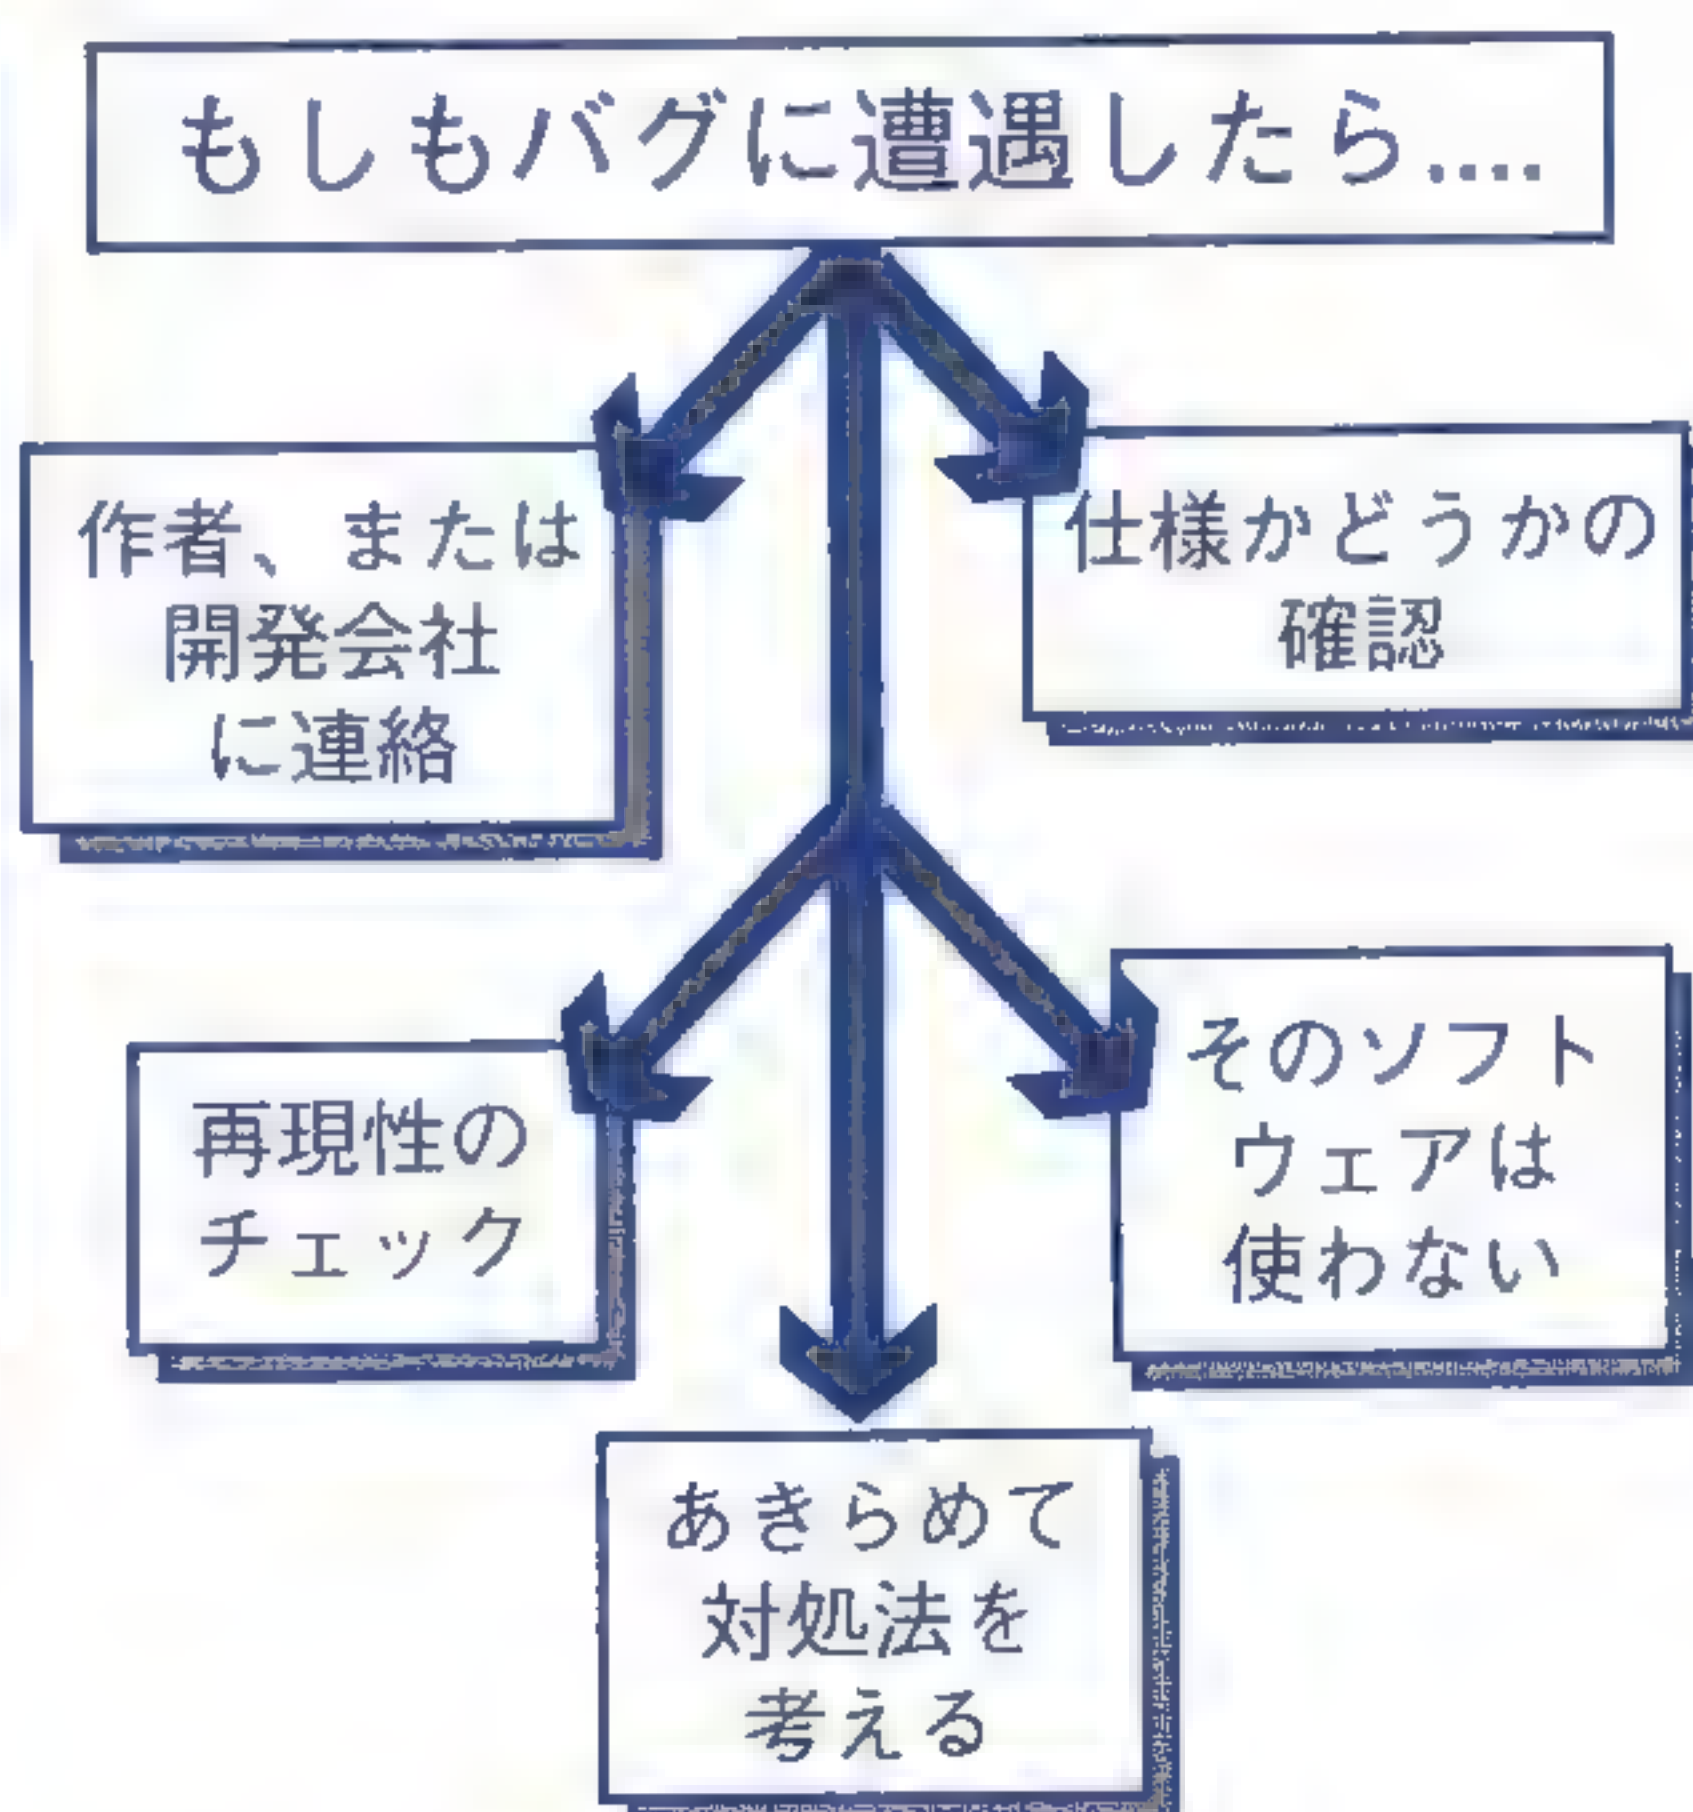 もしもバグに遭遇したら....
作者、または
開発会社
に連絡
仕様かどうかの
確認
再現性の
チェック
そのソフト
ウェアは
使わない
あきらめて
対処法を
考える